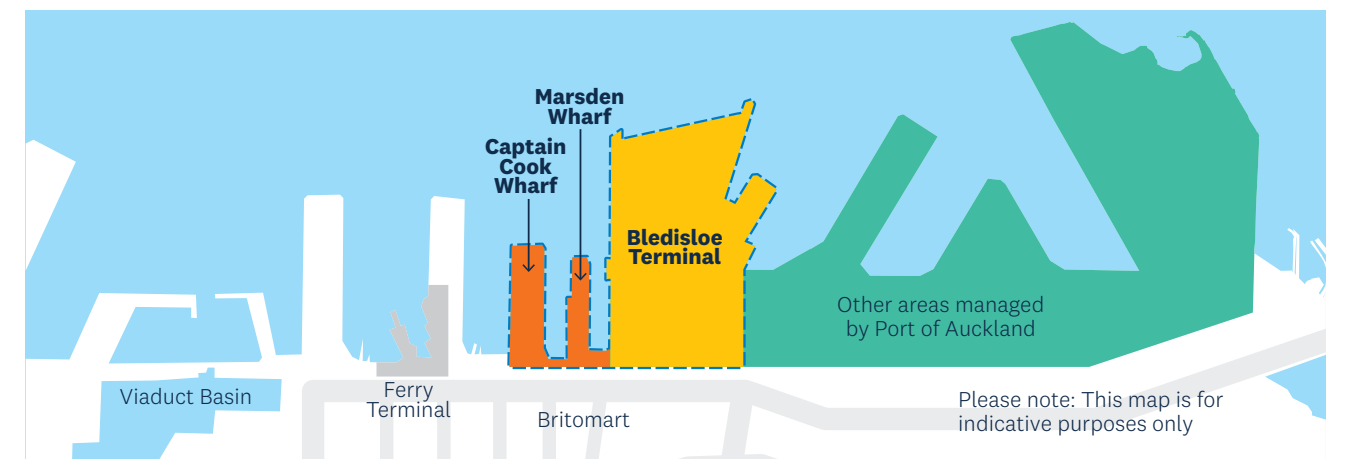 Marsden
Wharf
Captain
Cook
Wharf
Bledisloe
Terminal
Other areas managed
by Port of Auckland
Viaduct Basin
Ferry
Terminal
Britomart
Please note: This map is for
indicative purposes only